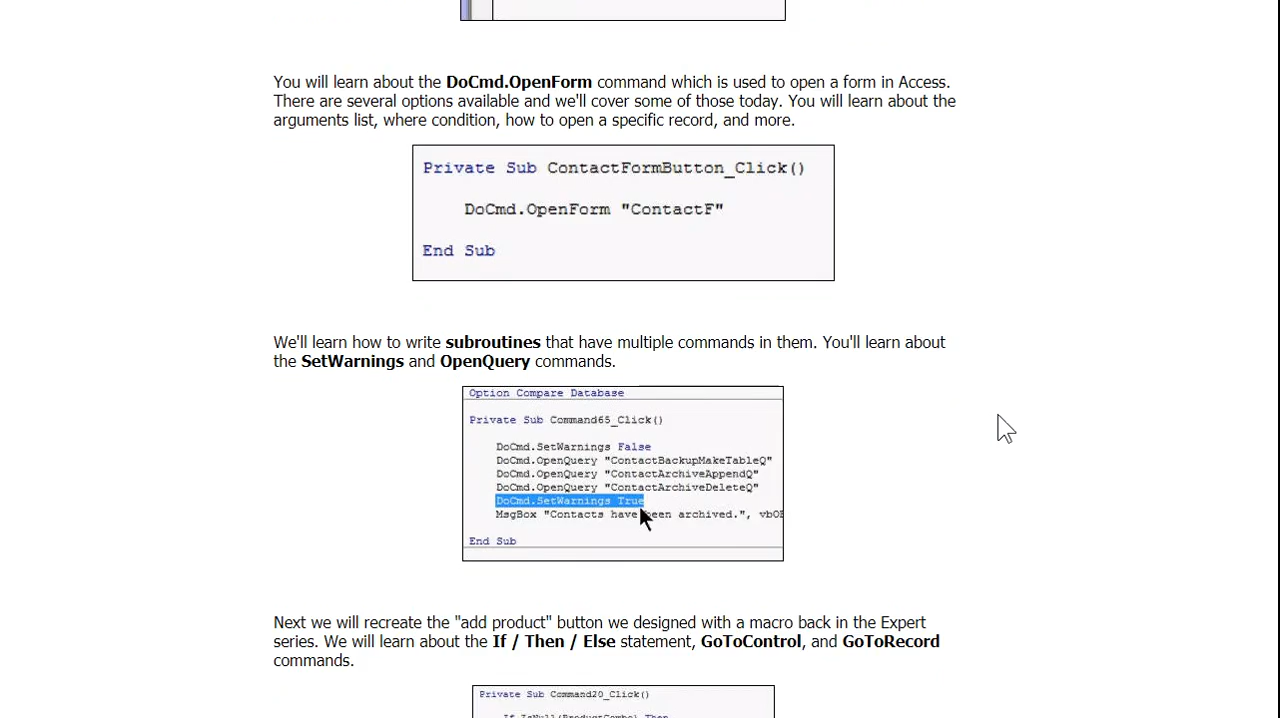 You will learn about the DoCmd.OpenForm command which is used to open a form in Access.
There are several options available and we'll cover some of those today. You will learn about the
arguments list, where condition, how to open a specific record, and more.
Private Sub ContactFormButton_Click()
DoCmd.OpenForm "ContactF"
End Sub
We'll learn how to write subroutines that have multiple commands in them. You'll learn about
the SetWarnings and OpenQuery commands.
Option Compare Database
Private Sub Command65_Click()
DoCmd.SetWarnings False
DoCmd.OpenQuery "ContactBackupMakeTableQ"
DoCmd.OpenQuery "ContactArchiveAppendQ"
DoCmd.OpenQuery "ContactArchiveDeleteQ"
DoCmd.SetWarnings True
MsgBox "Contacts have been archived.", vbO
End Sub
Next we will recreate the "add product" button we designed with a macro back in the Expert
series. We will learn about the If / Then / Else statement, GoToControl, and GoToRecord
commands.
Private Sub Command20_Click()
If IsNull(ProductCombo) Then